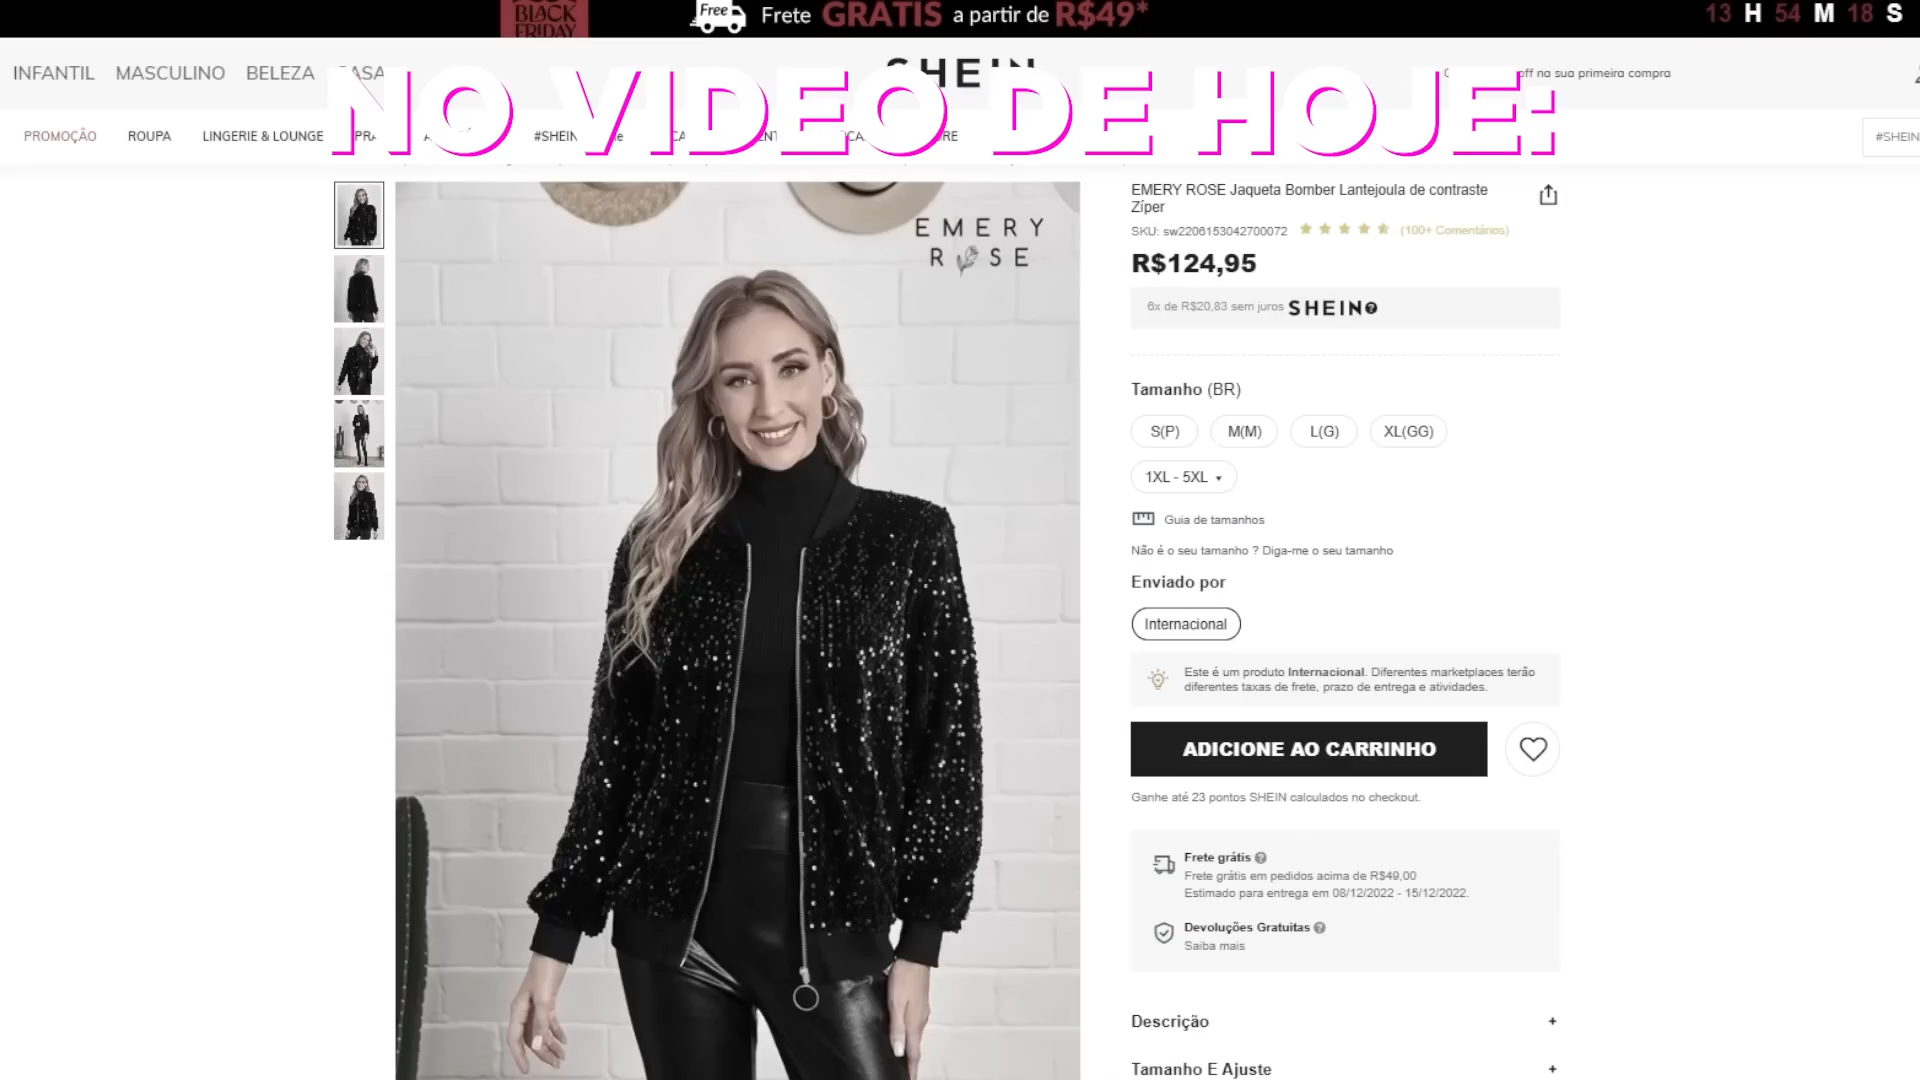 BLACK
FRIDAY
Free
Frete GRÁTIS a partir de R$49*
13 H 54 M 18 S
INFANTIL MASCULINO BELEZA CASA
SHEIN
off na sua primeira compra
NO VIDEO DE HOJE:
PROMOÇÃO ROUPA LINGERIE & LOUNGE
#SHEIN
#SHEIN
EMERY
ROSE
EMERY ROSE Jaqueta Bomber Lantejoula de contraste
Zíper
SKU: sw2206153042700072 (100+ Comentários)
R$124,95
6x de R$20,83 sem juros SHEIN
Tamanho (BR)
S(P) M(M) L(G) XL(GG)
1XL - 5XL
Guia de tamanhos
Não é o seu tamanho ? Diga-me o seu tamanho
Enviado por
Internacional
Este é um produto Internacional. Diferentes marketplaces terão
diferentes taxas de frete, prazo de entrega e atividades.
ADICIONE AO CARRINHO
Ganhe até 23 pontos SHEIN calculados no checkout.
Frete grátis
Frete grátis em pedidos acima de R$49,00
Estimado para entrega em 08/12/2022 - 15/12/2022.
Devoluções Gratuitas
Saiba mais
Descrição +
Tamanho E Ajuste +